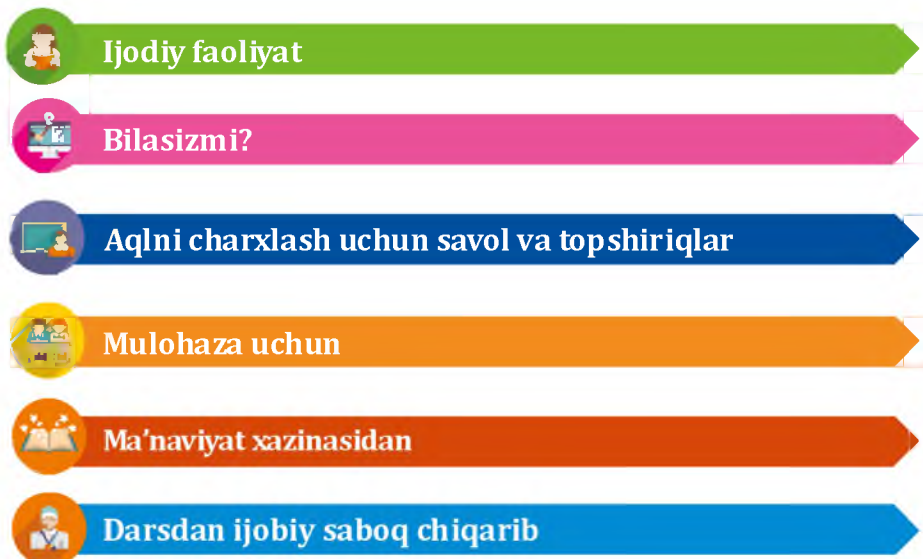 Ijodiy faoliyat
Bilasizmi?
Aqlni charxlash uchun savol va topshiriqlar
Mulohaza uchun
Ma’naviyat xazinasidan
Darsdan ijobiy saboq chiqarib